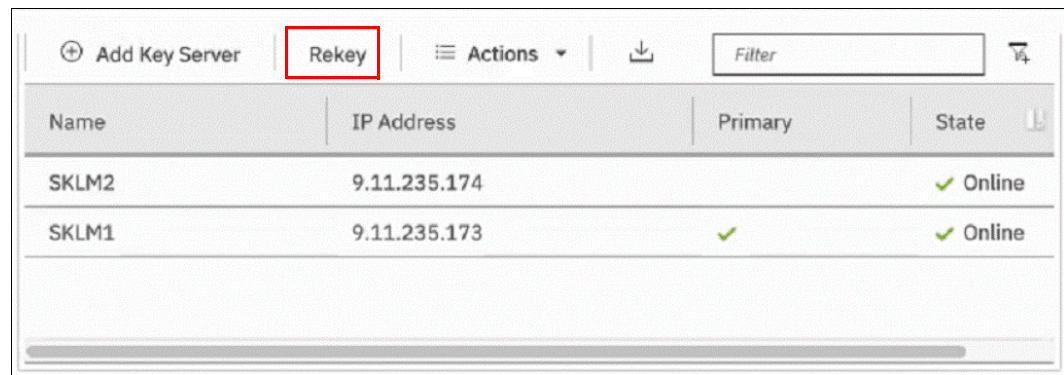 Add Key Server Rekey Actions Filter
Name IP Address Primary State
SKLM2 9.11.235.174 Online
SKLM1 9.11.235.173 Online